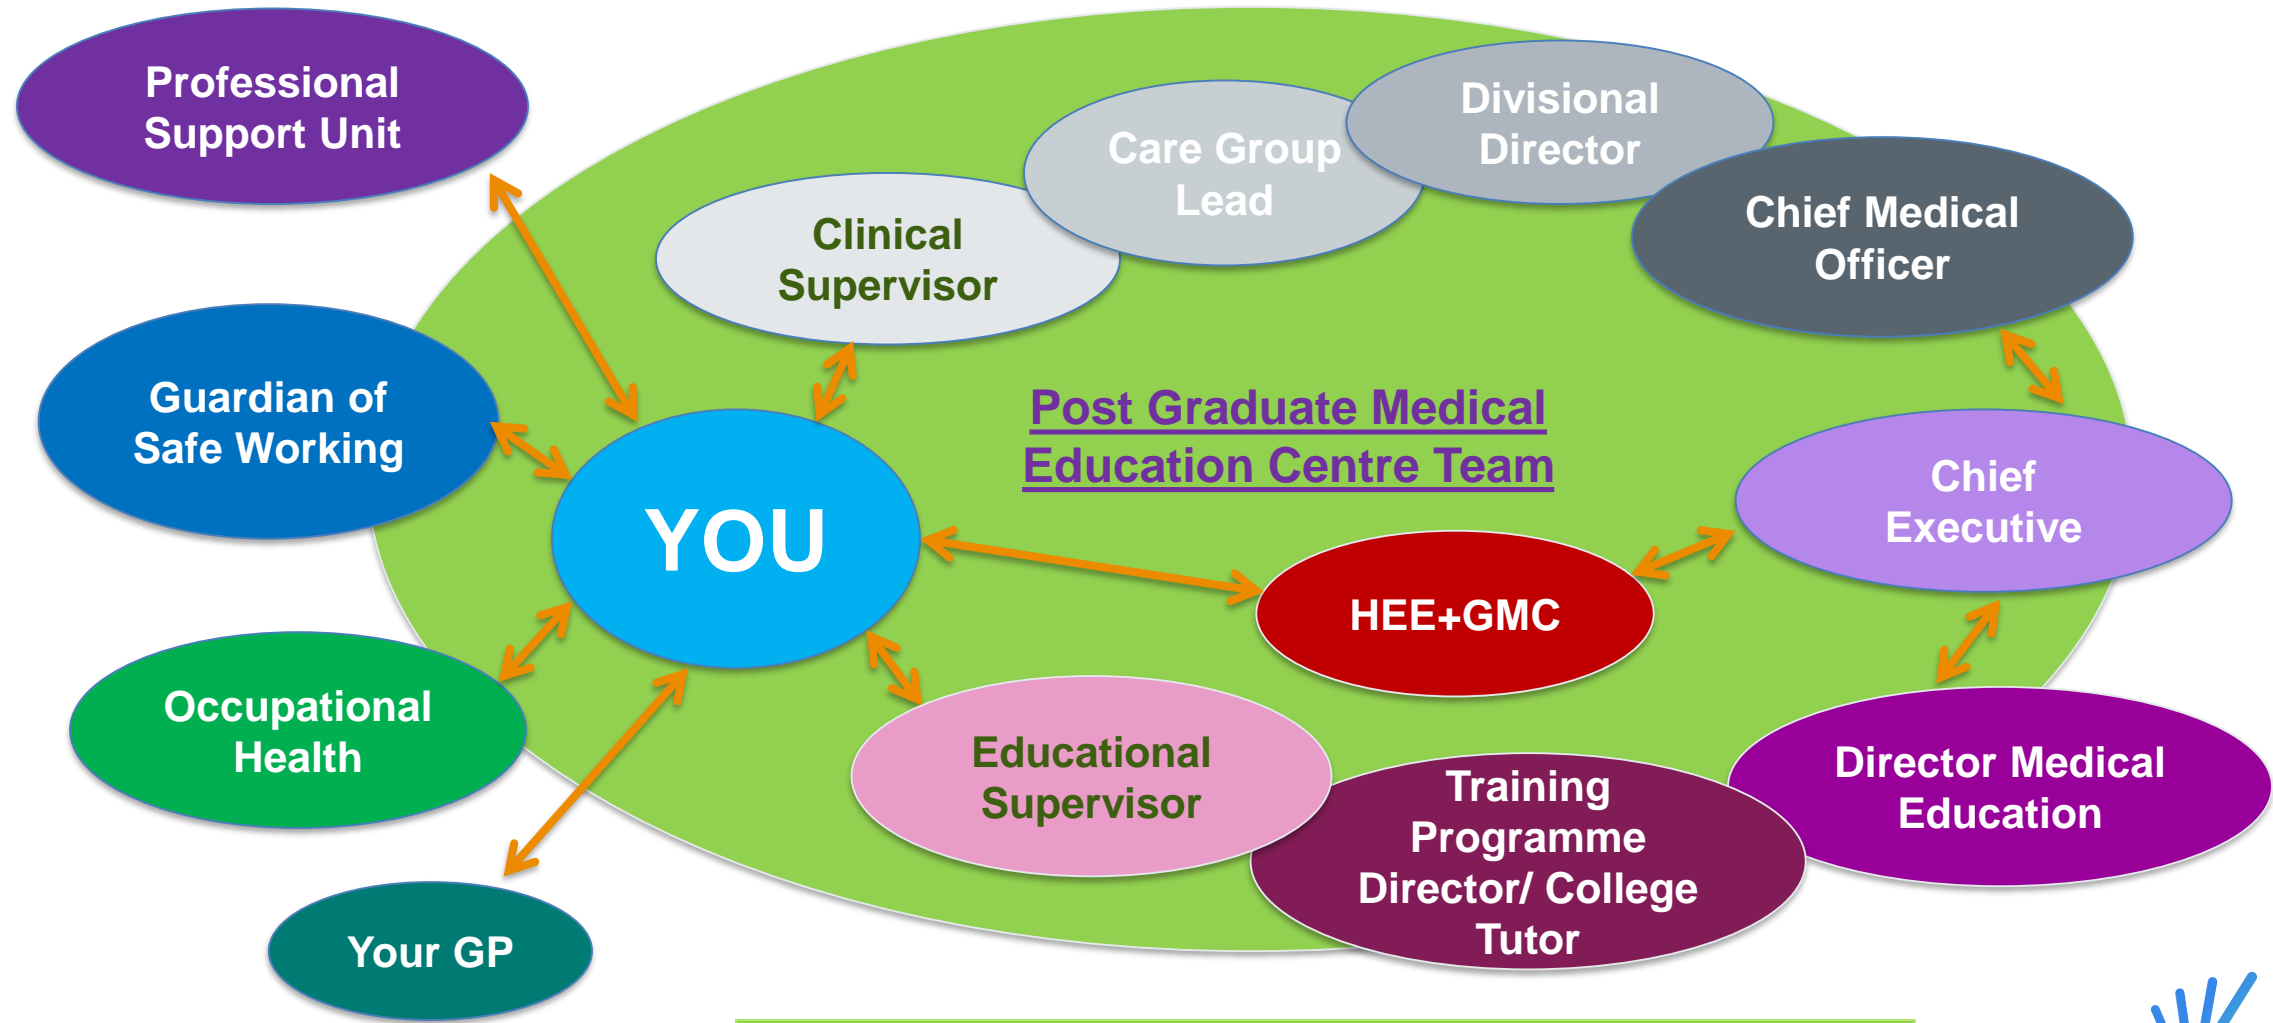 Professional
Support Unit
Divisional
Director
Care Group
Lead
Chief Medical
Officer
Clinical
Supervisor
Guardian of
Safe Working
Post Graduate Medical
Education Centre Team
YOU
Chief
Executive
HEE+GMC
Occupational
Health
Educational
Supervisor
Training
Programme
Director/ College
Tutor
Director Medical
Education
Your GP